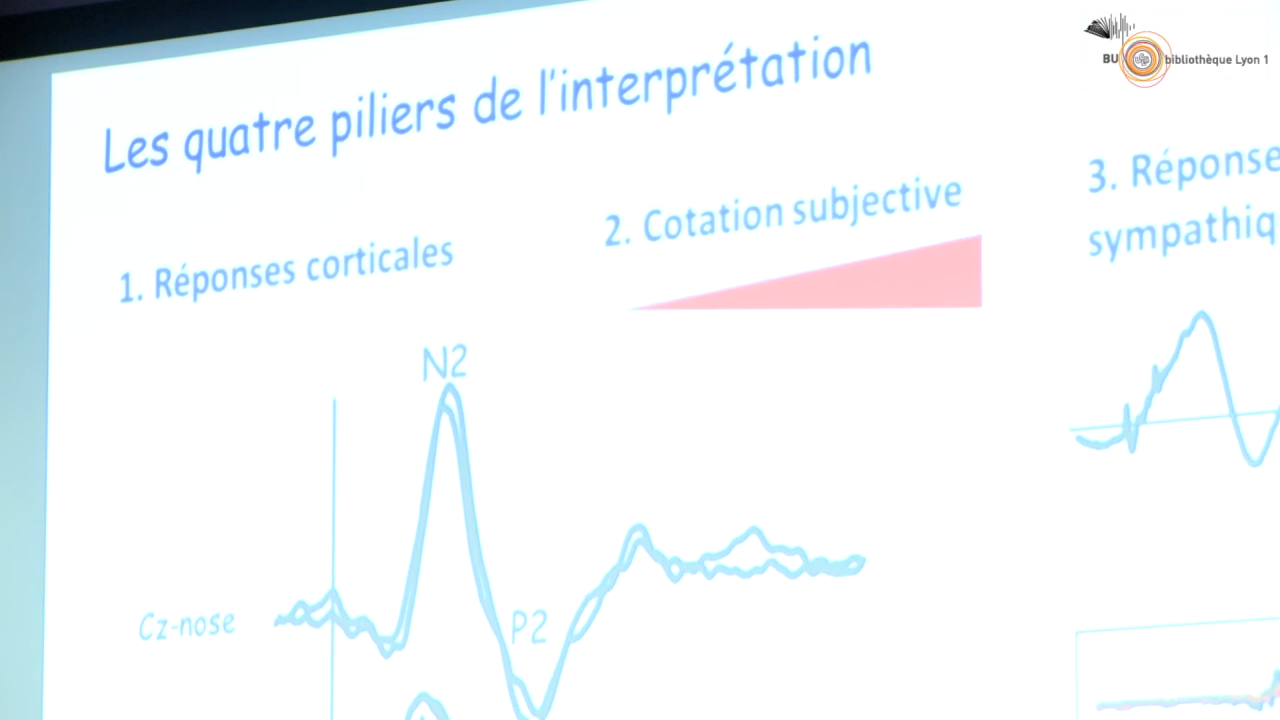 BU bibliothèque Lyon 1
Les quatre piliers de l'interprétation
1. Réponses corticales
2. Cotation subjective
3. Réponse
sympathiq
N2
P2
Cz-nose